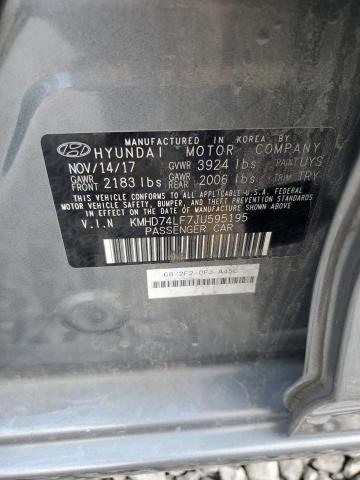 MANUFACTURED IN KOREA BY
HYUNDAI MOTOR COMPANY
NOV/14/17 GVWR 3924 lbs PAINT UYS
GAWR FRONT 2183 lbs GAWR REAR 2006 lbs TRIM TRY
THIS VEHICLE CONFORMS TO ALL APPLICABLE U.S.A. FEDERAL
MOTOR VEHICLE SAFETY, BUMPER, AND THEFT PREVENTION
STANDARDS IN EFFECT ON THE DATE OF MANUFACTURE SHOWN ABOVE.
V.I.N KMHD74LF7JU595195
PASSENGER CAR